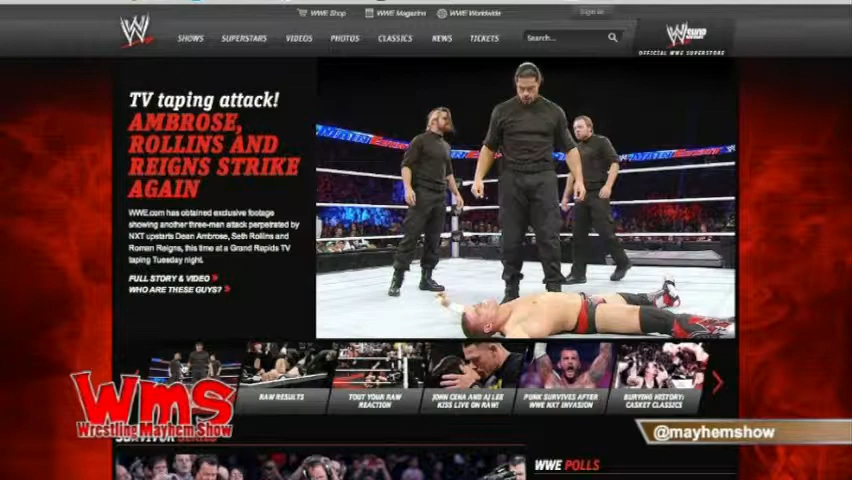 WWE Shop WWE Magazine WWE Worldwide Sign In
W SHOWS SUPERSTARS VIDEOS PHOTOS CLASSICS NEWS TICKETS Search...
OFFICIAL WWE SUPERSTORE
TV taping attack!
AMBROSE,
ROLLINS AND
REIGNS STRIKE
AGAIN
WWE.com has obtained exclusive footage
showing another three-man attack perpetrated by
NXT upstarts Dean Ambrose, Seth Rollins and
Roman Reigns, this time at a Grand Rapids TV
taping Tuesday night.
FULL STORY & VIDEO
WHO ARE THESE GUYS?
MAIN EVENT
RAW RESULTS
TOUT YOUR RAW
REACTION
JOHN CENA AND AJ LEE
KISS LIVE ON RAW!
PUNK SURVIVES AFTER
WWE NXT INVASION
BURYING HISTORY:
CASKET CLASSICS
wms
Wrestling Mayhem Show
@mayhemshow
SURVIVOR SERIES
WWE POLLS